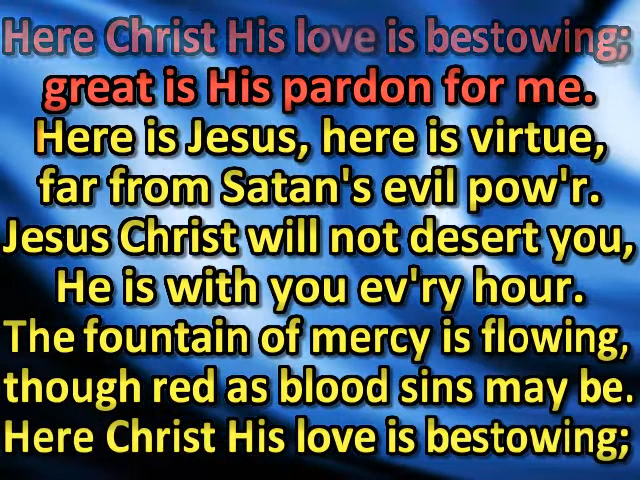 Here Christ His love is bestowing;
great is His pardon for me.
Here is Jesus, here is virtue,
far from Satan's evil pow'r.
Jesus Christ will not desert you,
He is with you ev'ry hour.
The fountain of mercy is flowing,
though red as blood sins may be.
Here Christ His love is bestowing;